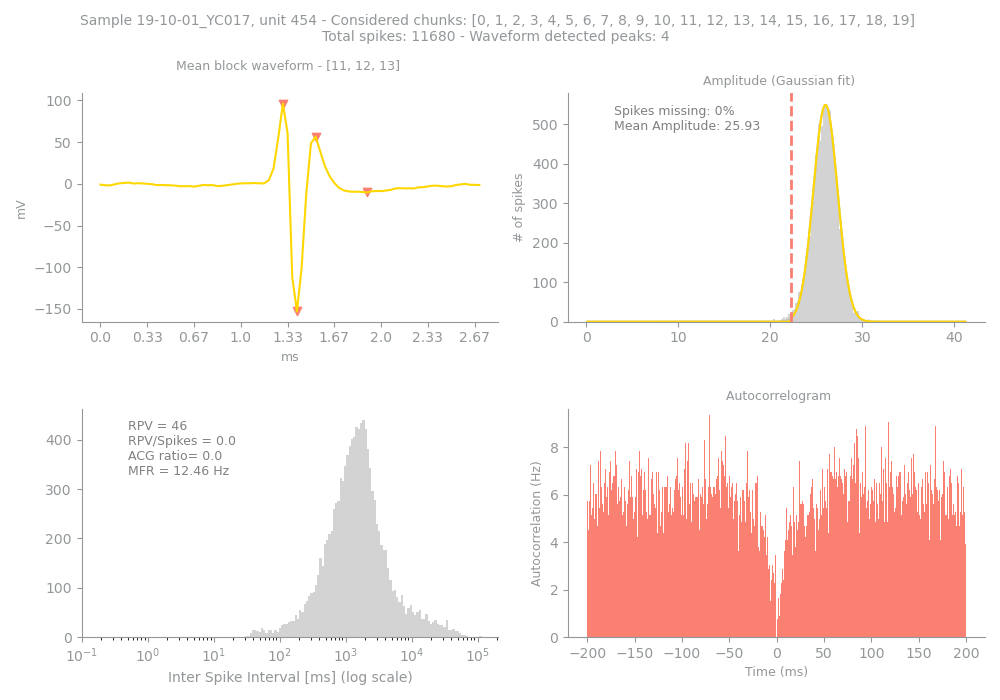 Sample 19-10-01_YC017, unit 454 - Considered chunks: [0, 1, 2, 3, 4, 5, 6, 7, 8, 9, 10, 11, 12, 13, 14, 15, 16, 17, 18, 19]
Total spikes: 11680 - Waveform detected peaks: 4
Mean block waveform - [11, 12, 13]
100
50
0
−50
−100
−150
mV
0.0 0.33 0.67 1.0 1.33 1.67 2.0 2.33 2.67
ms
Amplitude (Gaussian fit)
Spikes missing: 0%
Mean Amplitude: 25.93
500
400
300
200
100
0
# of spikes
0 10 20 30 40
RPV = 46
RPV/Spikes = 0.0
ACG ratio= 0.0
MFR = 12.46 Hz
400
300
200
100
0
10−1 100 101 102 103 104 105
Inter Spike Interval [ms] (log scale)
Autocorrelogram
8
6
4
2
0
Autocorrelation (Hz)
−200 −150 −100 −50 0 50 100 150 200
Time (ms)